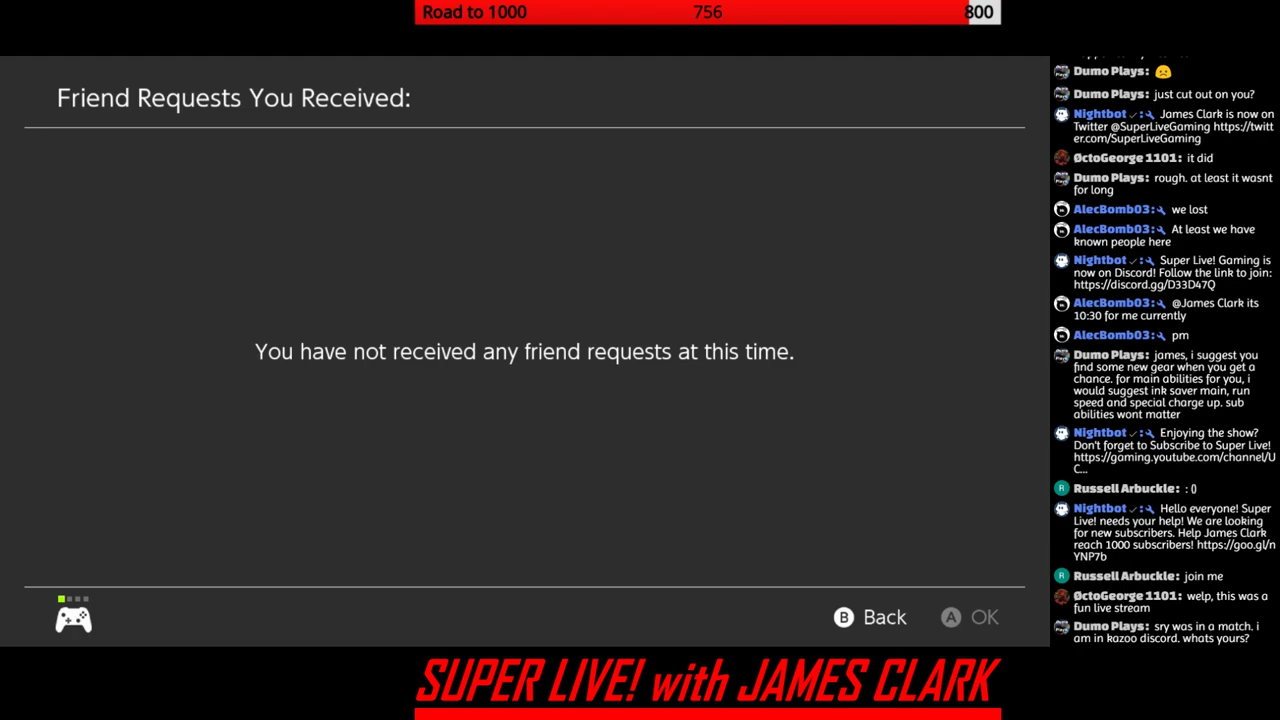 Road to 1000 756 800
Friend Requests You Received:
You have not received any friend requests at this time.
B Back A OK
Dumo Plays:
Dumo Plays: just cut out on you?
Nightbot : James Clark is now on
Twitter @SuperLiveGaming https://twitt
er.com/SuperLiveGaming
ØctoGeorge 1101: it did
Dumo Plays: rough. at least it wasnt
for long
AlecBomb03: we lost
AlecBomb03: At least we have
known people here
Nightbot : Super Live! Gaming is
now on Discord! Follow the link to join:
https://discord.gg/D33D47Q
AlecBomb03: @James Clark its
10:30 for me currently
AlecBomb03: pm
Dumo Plays: james, i suggest you
find some new gear when you get a
chance. for main abilities for you, i
would suggest ink saver main, run
speed and special charge up. sub
abilities wont matter
Nightbot : Enjoying the show?
Don't forget to Subscribe to Super Live!
https://gaming.youtube.com/channel/U
C...
R Russell Arbuckle: : 0
Nightbot : Hello everyone! Super
Live! needs your help! We are looking
for new subscribers. Help James Clark
reach 1000 subscribers! https://goo.gl/n
YNP7b
R Russell Arbuckle: join me
ØctoGeorge 1101: welp, this was a
fun live stream
Dumo Plays: sry was in a match. i
am in kazoo discord. whats yours?
SUPER LIVE! with JAMES CLARK